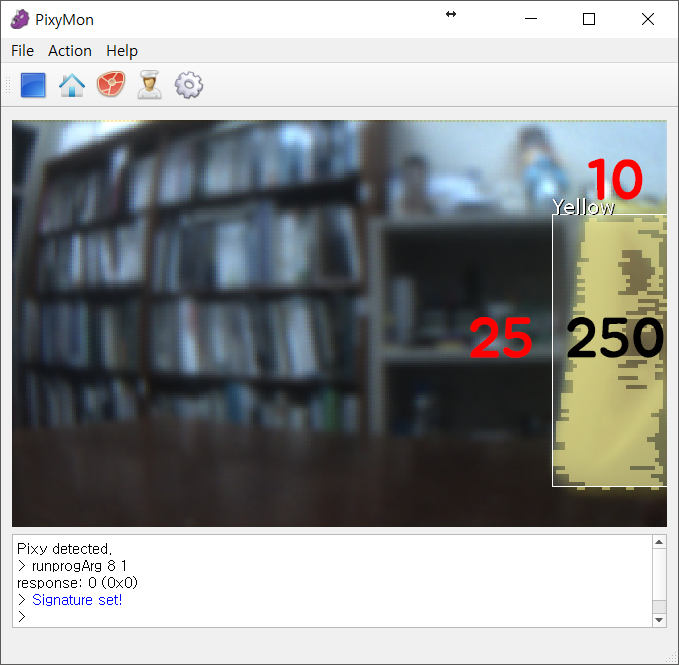 PixyMon
File Action Help
10
Yellow
25 250
Pixy detected.
> runprogArg 8 1
response: 0 (0x0)
> Signature set!
>